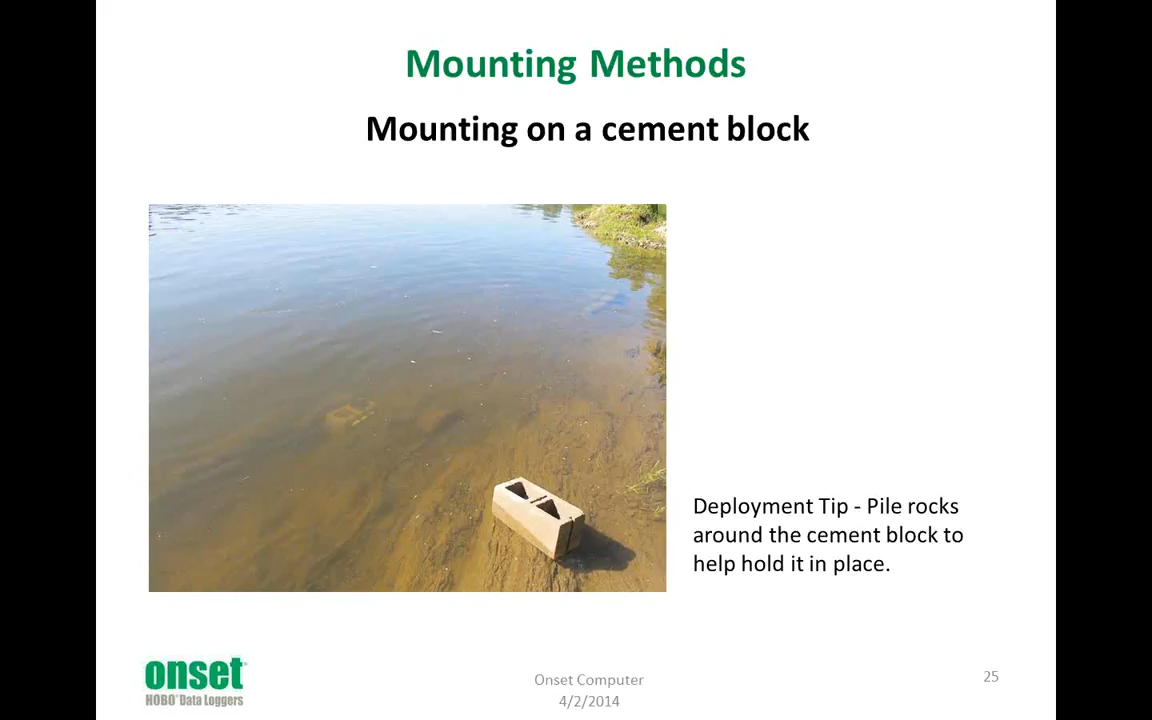 Mounting Methods
Mounting on a cement block
Deployment Tip - Pile rocks
around the cement block to
help hold it in place.
onset
HOBO® Data Loggers
Onset Computer
4/2/2014
25